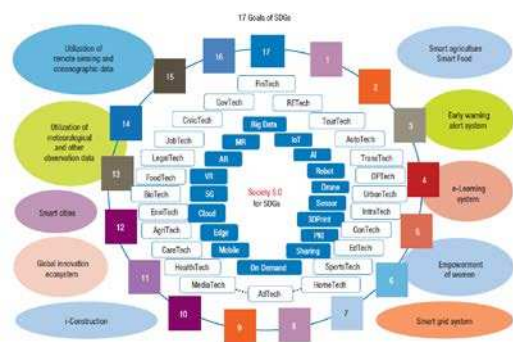 17 Goals of SDGs
Utilization of
remote sensing and
oceanographic data
Smart agriculture
Smart Food
Utilization of
meteorological
and other
observation data
Early warning
alert system
Smart cities
e-Learning
system
Global innovation
ecosystem
Empowerment
of women
i-Construction
Smart grid system
17
1
2
3
4
5
6
7
8
9
10
11
12
13
14
15
16
FinTech
GovTech
RETech
CivicTech
TourTech
JobTech
AutoTech
LegalTech
TransTech
FoodTech
BioTech
UrbanTech
EnviTech
InfraTech
AgriTech
ConTech
CareTech
EdTech
HealthTech
SportsTech
MediaTech
HomeTech
AdTech
Big Data
IoT
MR
AI
AR
Robot
VR
Drone
5G
Sensor
Cloud
3DPrint
Edge
Mobile
Sharing
On Demand
Society 5.0
for SDGs